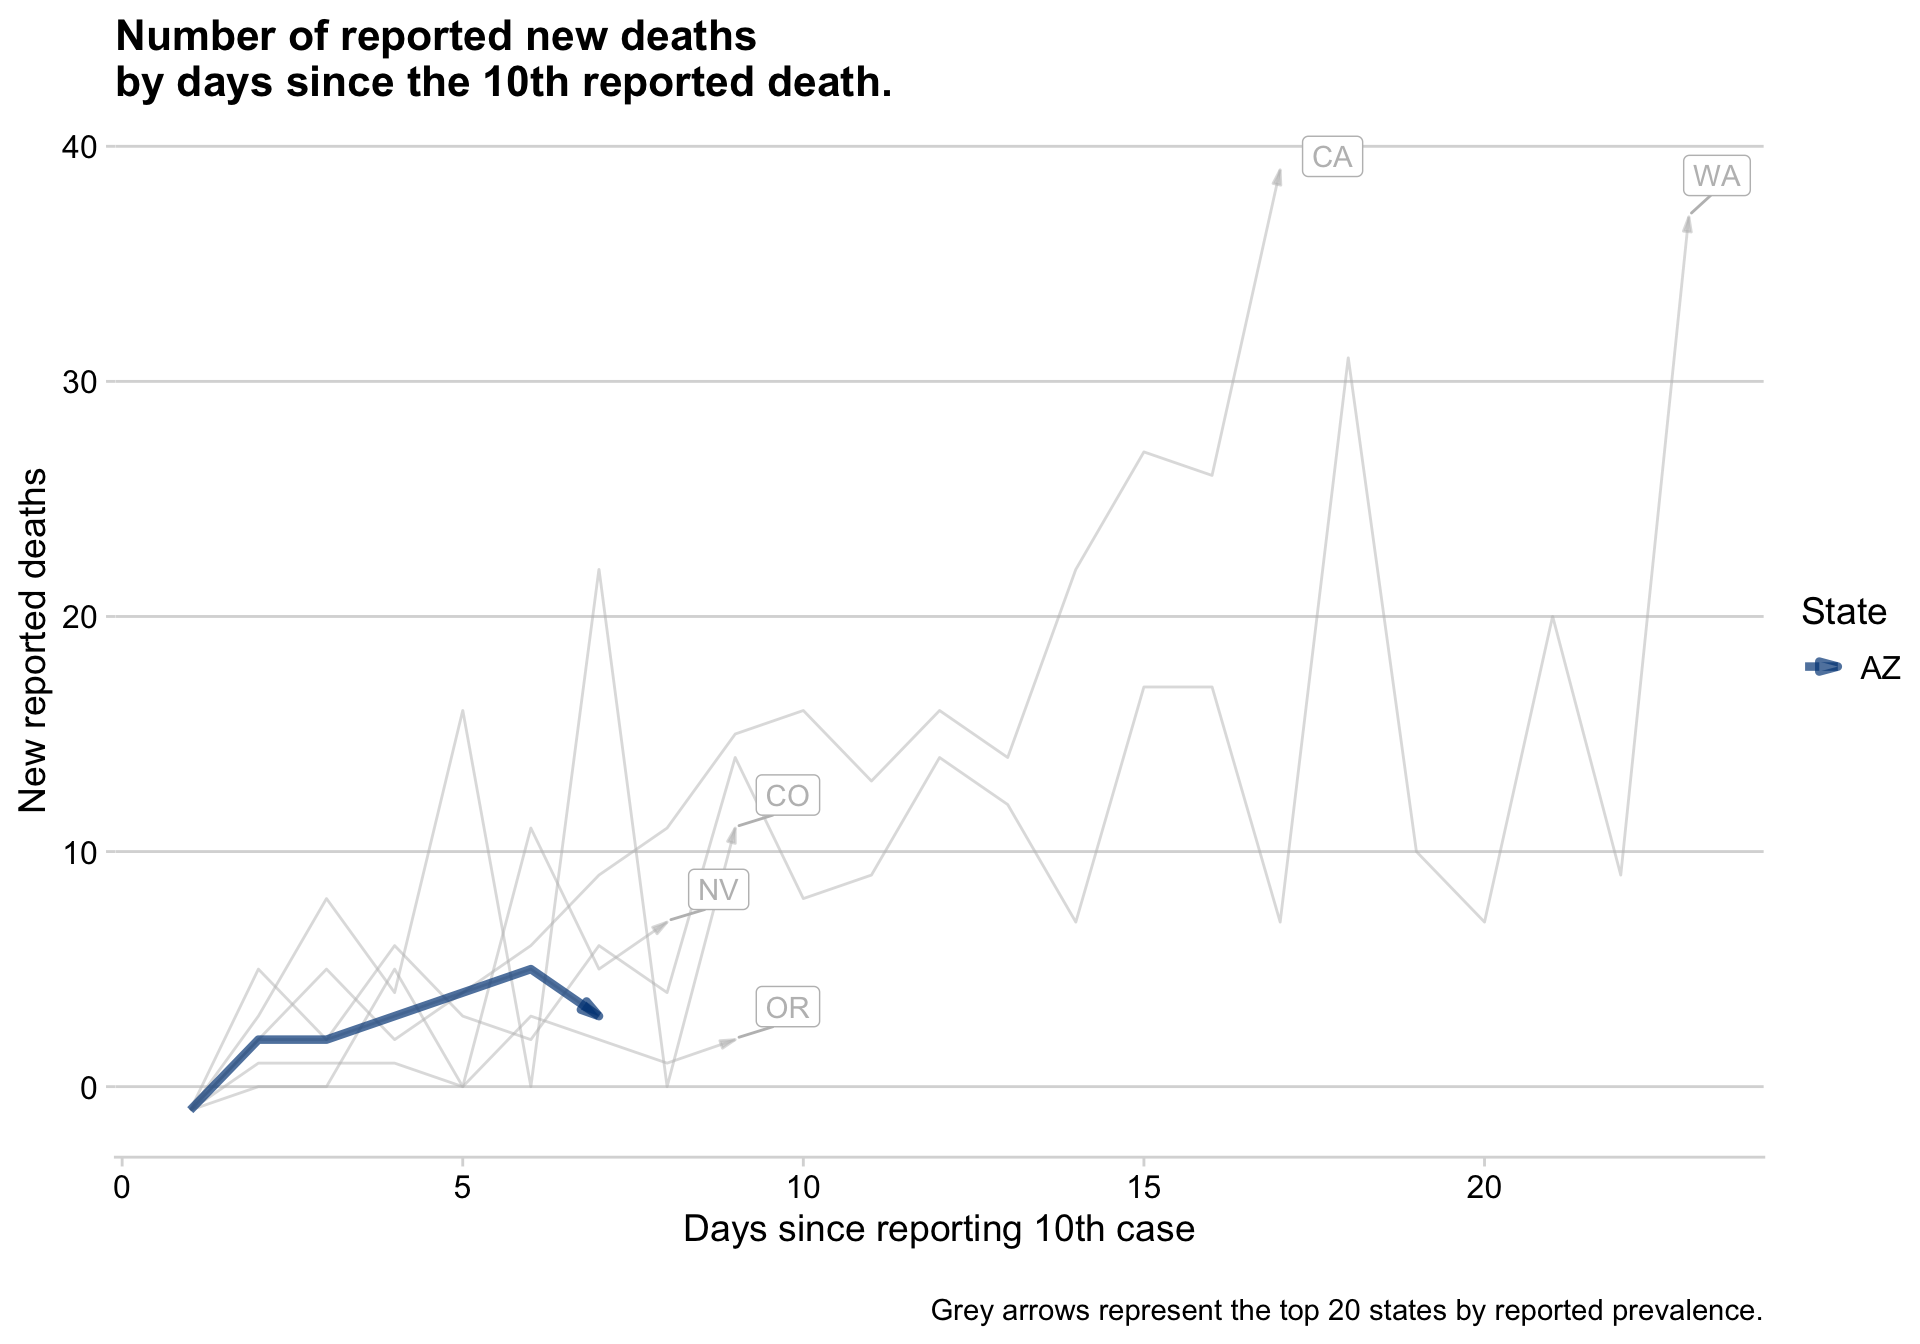 Number of reported new deaths
by days since the 10th reported death.
40
30
20
10
0
New reported deaths
CA
WA
CO
NV
OR
State
AZ
0 5 10 15 20
Days since reporting 10th case
Grey arrows represent the top 20 states by reported prevalence.